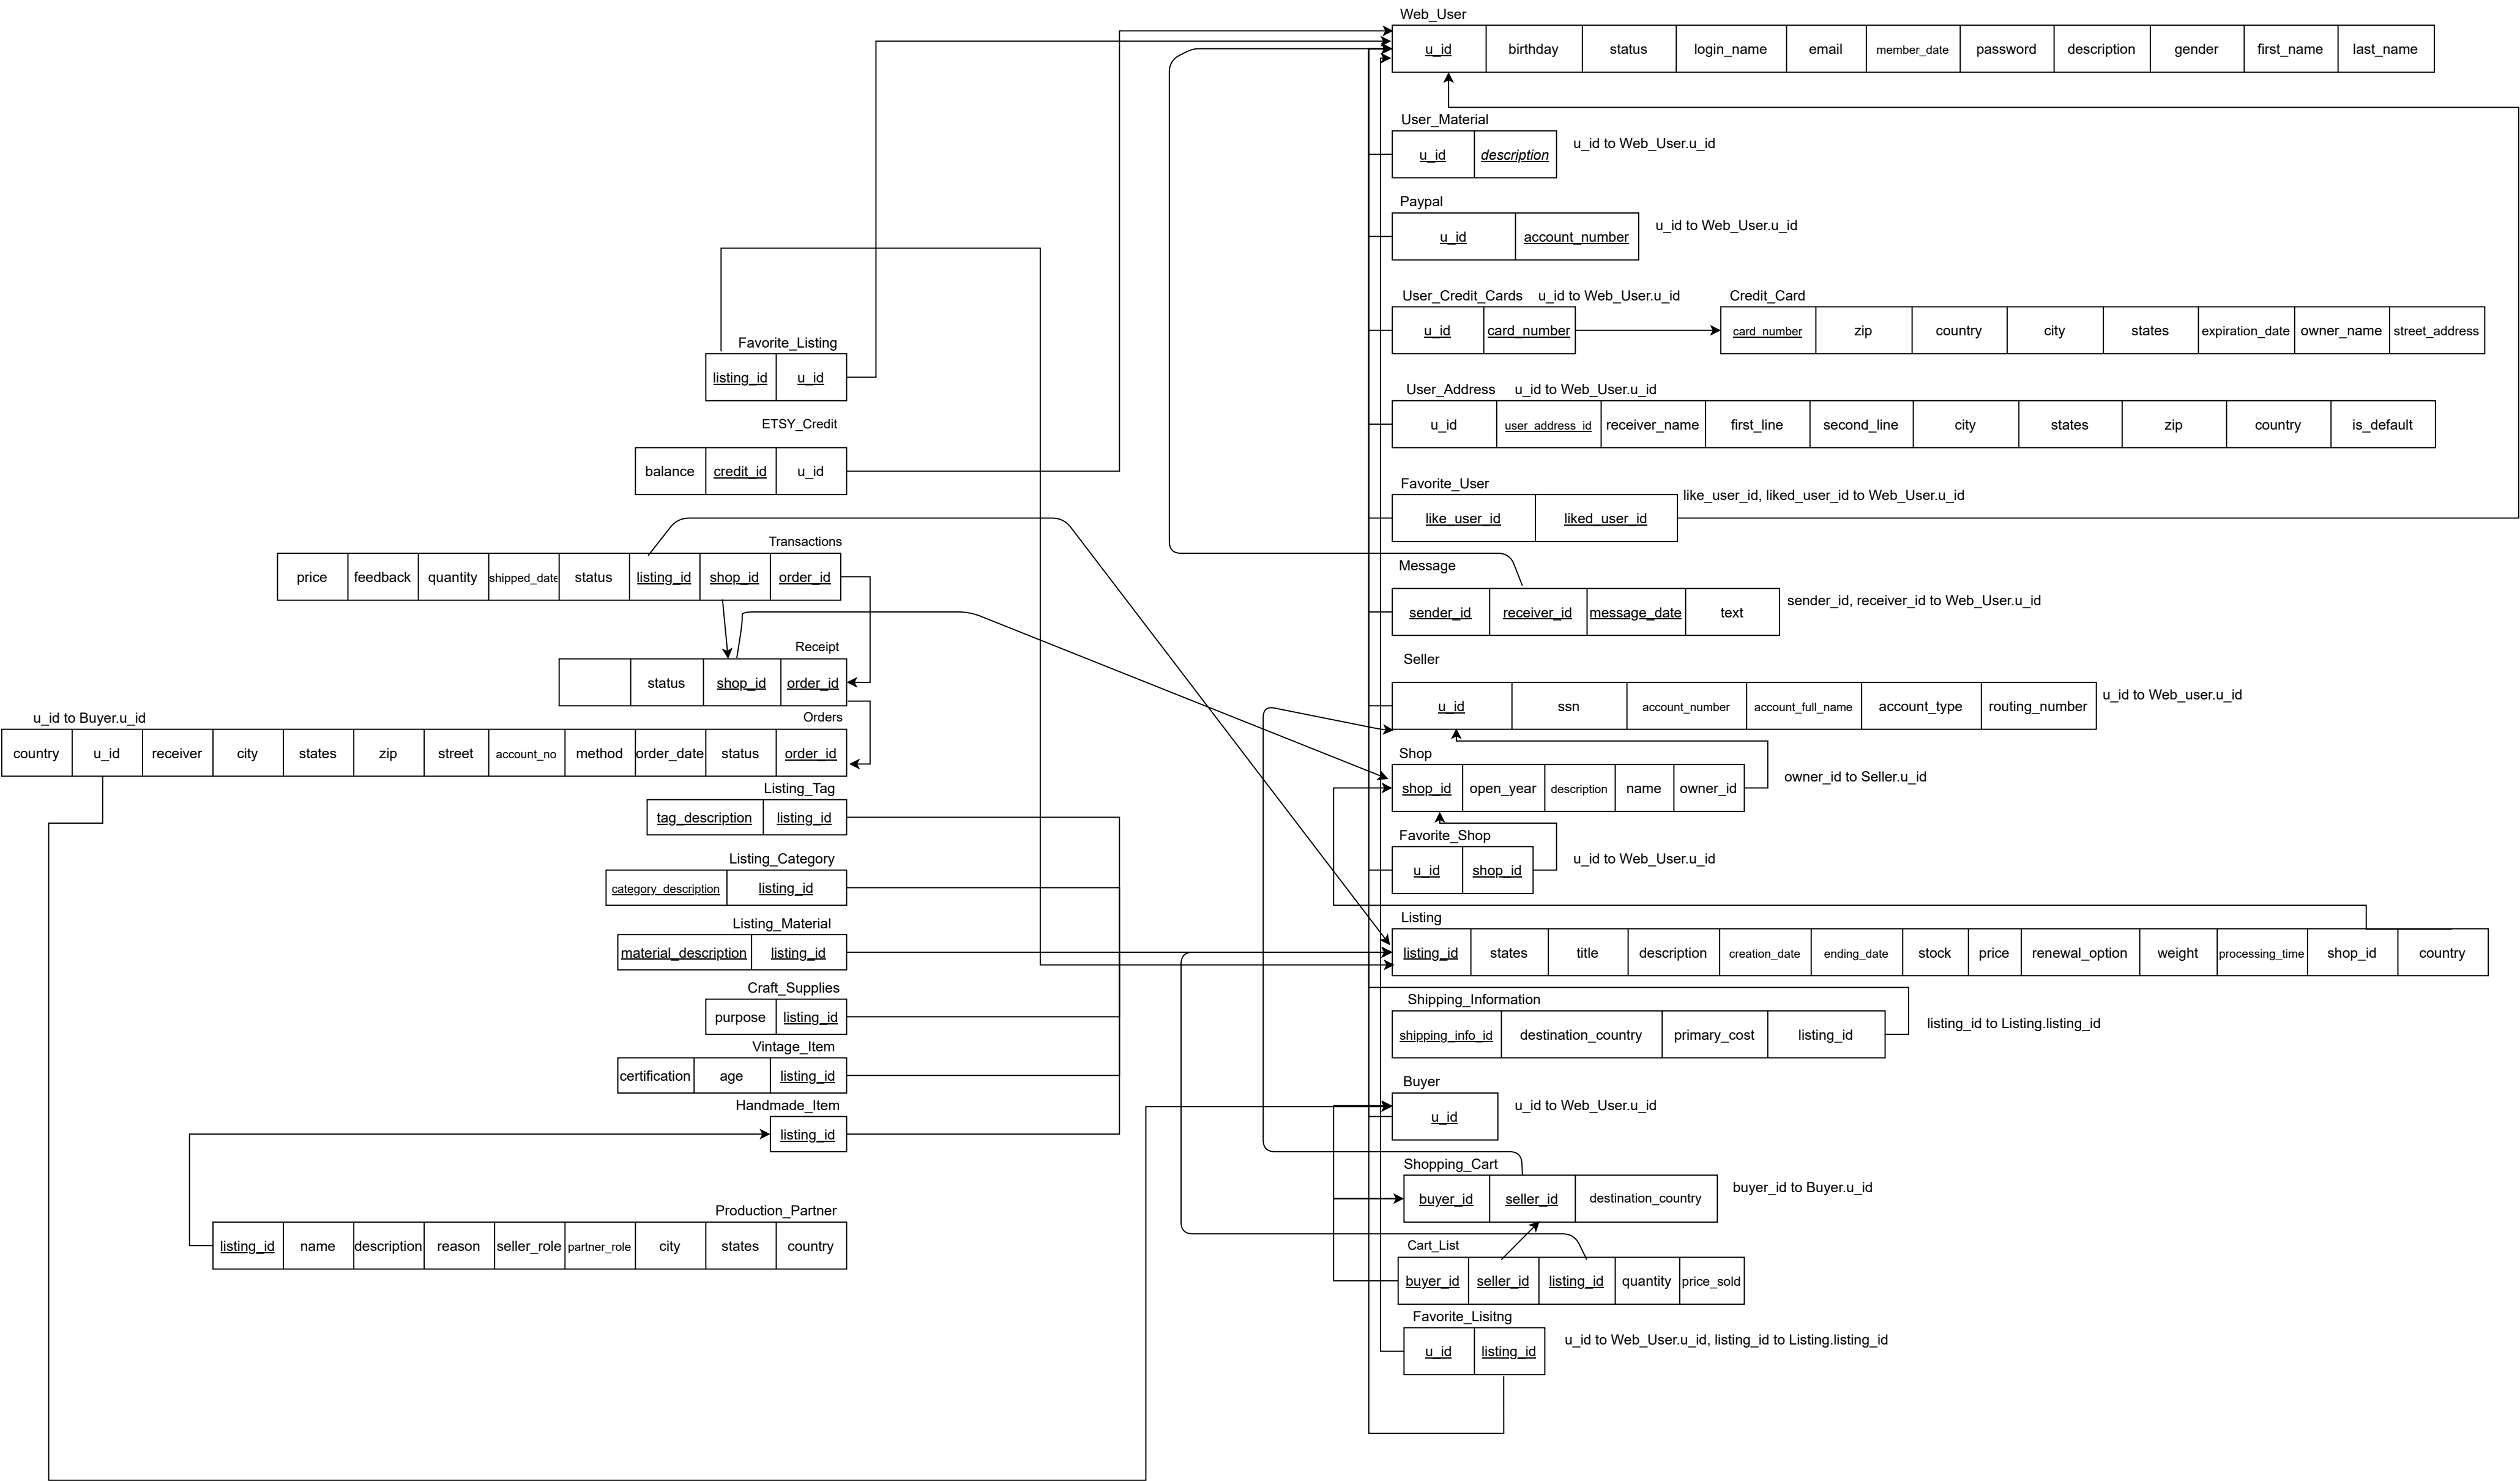 Web_User
u_id birthday status login_name email member_date password description gender first_name last_name
User_Material
u_id description
u_id to Web_User.u_id
Paypal
u_id account_number
u_id to Web_User.u_id
User_Credit_Cards u_id to Web_User.u_id
u_id card_number
Credit_Card
card_number zip country city states expiration_date owner_name street_address
User_Address u_id to Web_User.u_id
u_id user_address_id receiver_name first_line second_line city states zip country is_default
Favorite_User
like_user_id liked_user_id
like_user_id, liked_user_id to Web_User.u_id
Message
sender_id receiver_id message_date text
sender_id, receiver_id to Web_User.u_id
Seller
u_id ssn account_number account_full_name account_type routing_number
u_id to Web_user.u_id
Shop
shop_id open_year description name owner_id
owner_id to Seller.u_id
Favorite_Shop
u_id shop_id
u_id to Web_User.u_id
Listing
listing_id states title description creation_date ending_date stock price renewal_option weight processing_time shop_id country
Shipping_Information
shipping_info_id destination_country primary_cost listing_id
listing_id to Listing.listing_id
Buyer
u_id
u_id to Web_User.u_id
Shopping_Cart
buyer_id seller_id destination_country
buyer_id to Buyer.u_id
Cart_List
buyer_id seller_id listing_id quantity price_sold
Favorite_Lisitng
u_id listing_id
u_id to Web_User.u_id, listing_id to Listing.listing_id
Favorite_Listing
listing_id u_id
ETSY_Credit
balance credit_id u_id
Transactions
price feedback quantity shipped_date status listing_id shop_id order_id
Receipt
status shop_id order_id
u_id to Buyer.u_id
Orders
country u_id receiver city states zip street account_no method order_date status order_id
Listing_Tag
tag_description listing_id
Listing_Category
category_description listing_id
Listing_Material
material_description listing_id
Craft_Supplies
purpose listing_id
Vintage_Item
certification age listing_id
Handmade_Item
listing_id
Production_Partner
listing_id name description reason seller_role partner_role city states country